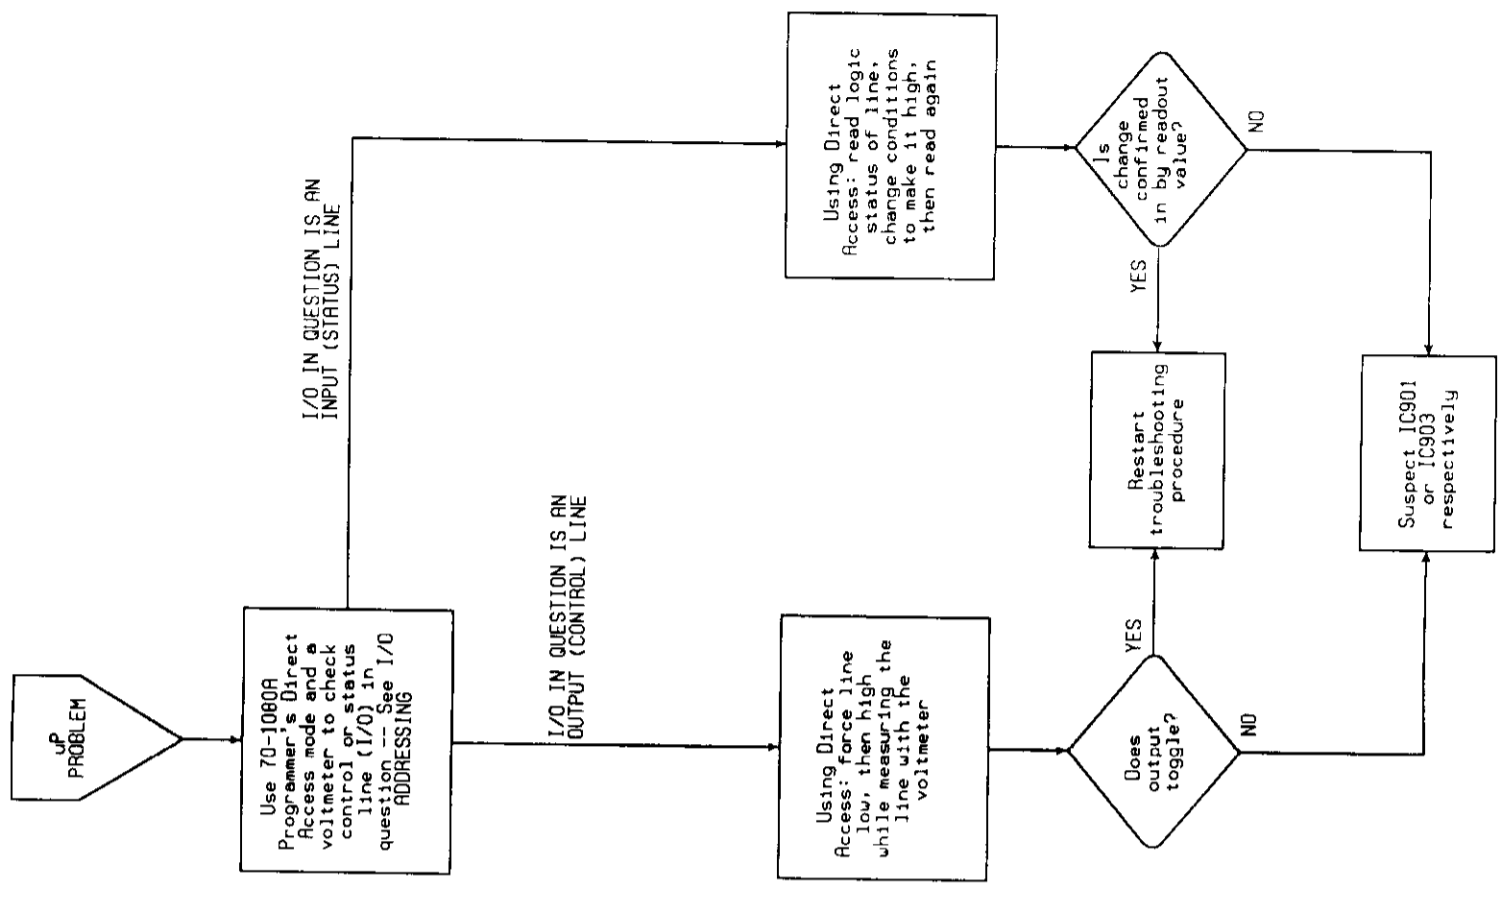 uP
PROBLEM
Use 70-1080A
Programmer's Direct
Access mode and a
voltmeter to check
control or status
line (I/O) in
question -- See I/O
ADDRESSING
I/O IN QUESTION IS AN
OUTPUT (CONTROL) LINE
I/O IN QUESTION IS AN
INPUT (STATUS) LINE
Using Direct
Access: force line
low, then high
while measuring the
line with the
voltmeter
Using Direct
Access: read logic
status of line,
change conditions
to make it high,
then read again
Does
output
toggle?
YES
NO
Is
change
confirmed
in by readout
value?
YES
NO
Restart
troubleshooting
procedure
Suspect IC901
or IC903
respectively